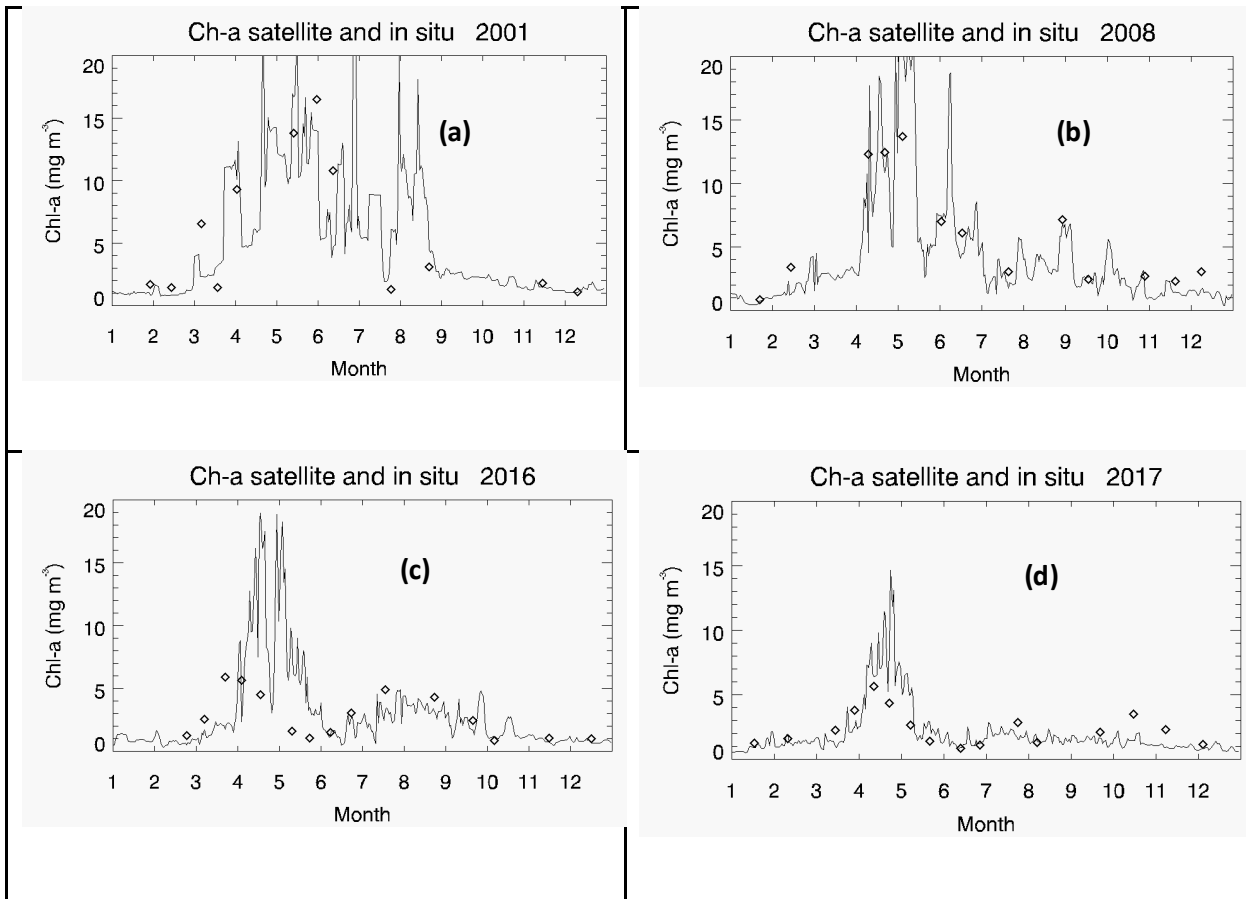 Ch-a satellite and in situ 2001
20
15
10
5
0
Chl-a (mg m⁻³)
(a)
1 2 3 4 5 6 7 8 9 10 11 12
Month
Ch-a satellite and in situ 2008
20
15
10
5
0
Chl-a (mg m⁻³)
(b)
1 2 3 4 5 6 7 8 9 10 11 12
Month
Ch-a satellite and in situ 2016
20
15
10
5
0
Chl-a (mg m⁻³)
(c)
1 2 3 4 5 6 7 8 9 10 11 12
Month
Ch-a satellite and in situ 2017
20
15
10
5
0
Chl-a (mg m⁻³)
(d)
1 2 3 4 5 6 7 8 9 10 11 12
Month